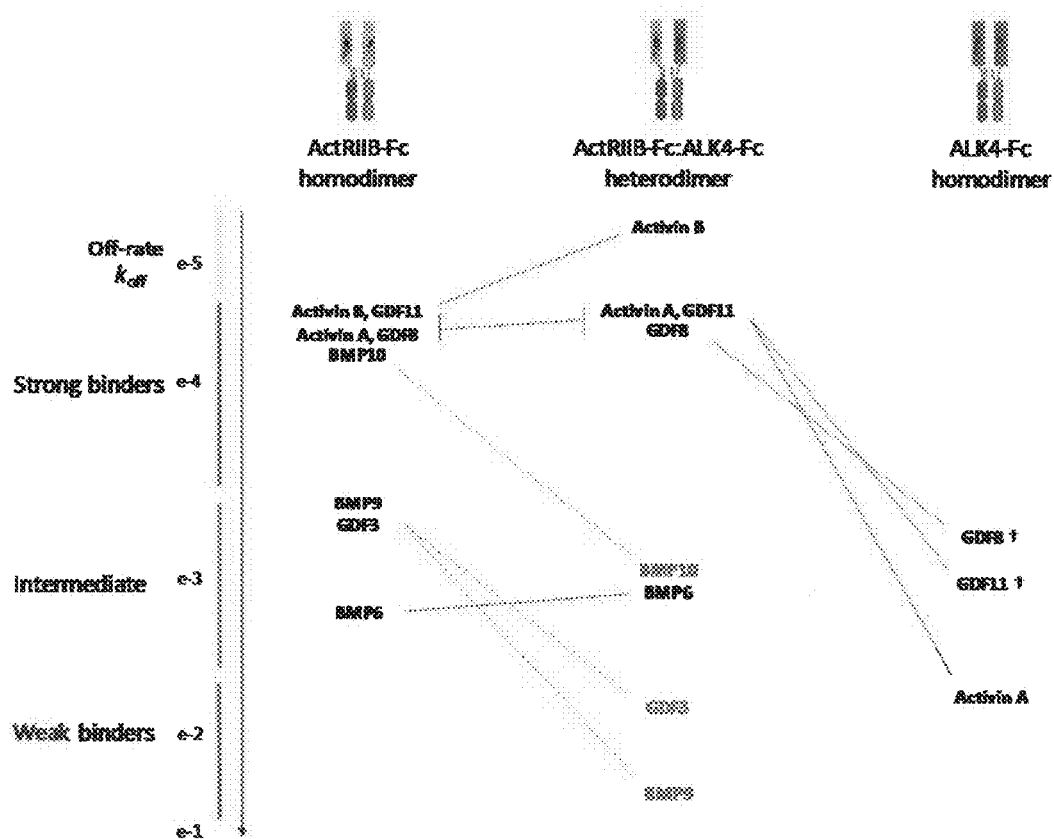 ActRIIB-Fc
homodimer
ActRIIB-Fc:ALK4-Fc
heterodimer
ALK4-Fc
homodimer
Off-rate
k_off
e-5
Activin B
Activin B, GDF11
Activin A, GDF8
BMP10
Activin A, GDF11
GDF8
Strong binders
e-4
BMP9
GDF3
GDF8 †
Intermediate
e-3
BMP10
BMP6
GDF11 †
BMP6
Activin A
GDF3
Weak binders
e-2
BMP9
e-1